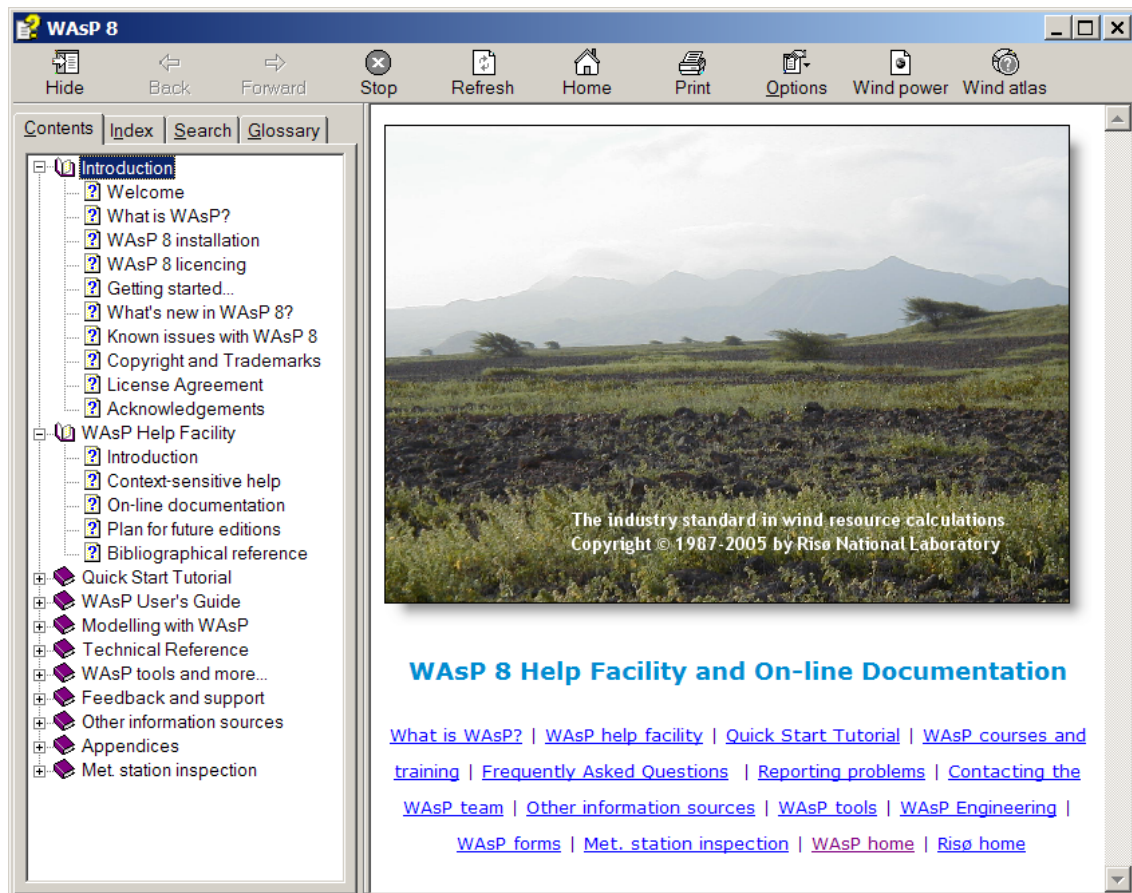 WAsP 8
Hide Back Forward Stop Refresh Home Print Options Wind power Wind atlas
Contents Index Search Glossary
Introduction
Welcome
What is WAsP?
WAsP 8 installation
WAsP 8 licencing
Getting started...
What's new in WAsP 8?
Known issues with WAsP 8
Copyright and Trademarks
License Agreement
Acknowledgements
WAsP Help Facility
Introduction
Context-sensitive help
On-line documentation
Plan for future editions
Bibliographical reference
Quick Start Tutorial
WAsP User's Guide
Modelling with WAsP
Technical Reference
WAsP tools and more...
Feedback and support
Other information sources
Appendices
Met. station inspection
The industry standard in wind resource calculations
Copyright © 1987-2005 by Risø National Laboratory
WAsP 8 Help Facility and On-line Documentation
What is WAsP? | WAsP help facility | Quick Start Tutorial | WAsP courses and
training | Frequently Asked Questions | Reporting problems | Contacting the
WAsP team | Other information sources | WAsP tools | WAsP Engineering |
WAsP forms | Met. station inspection | WAsP home | Risø home